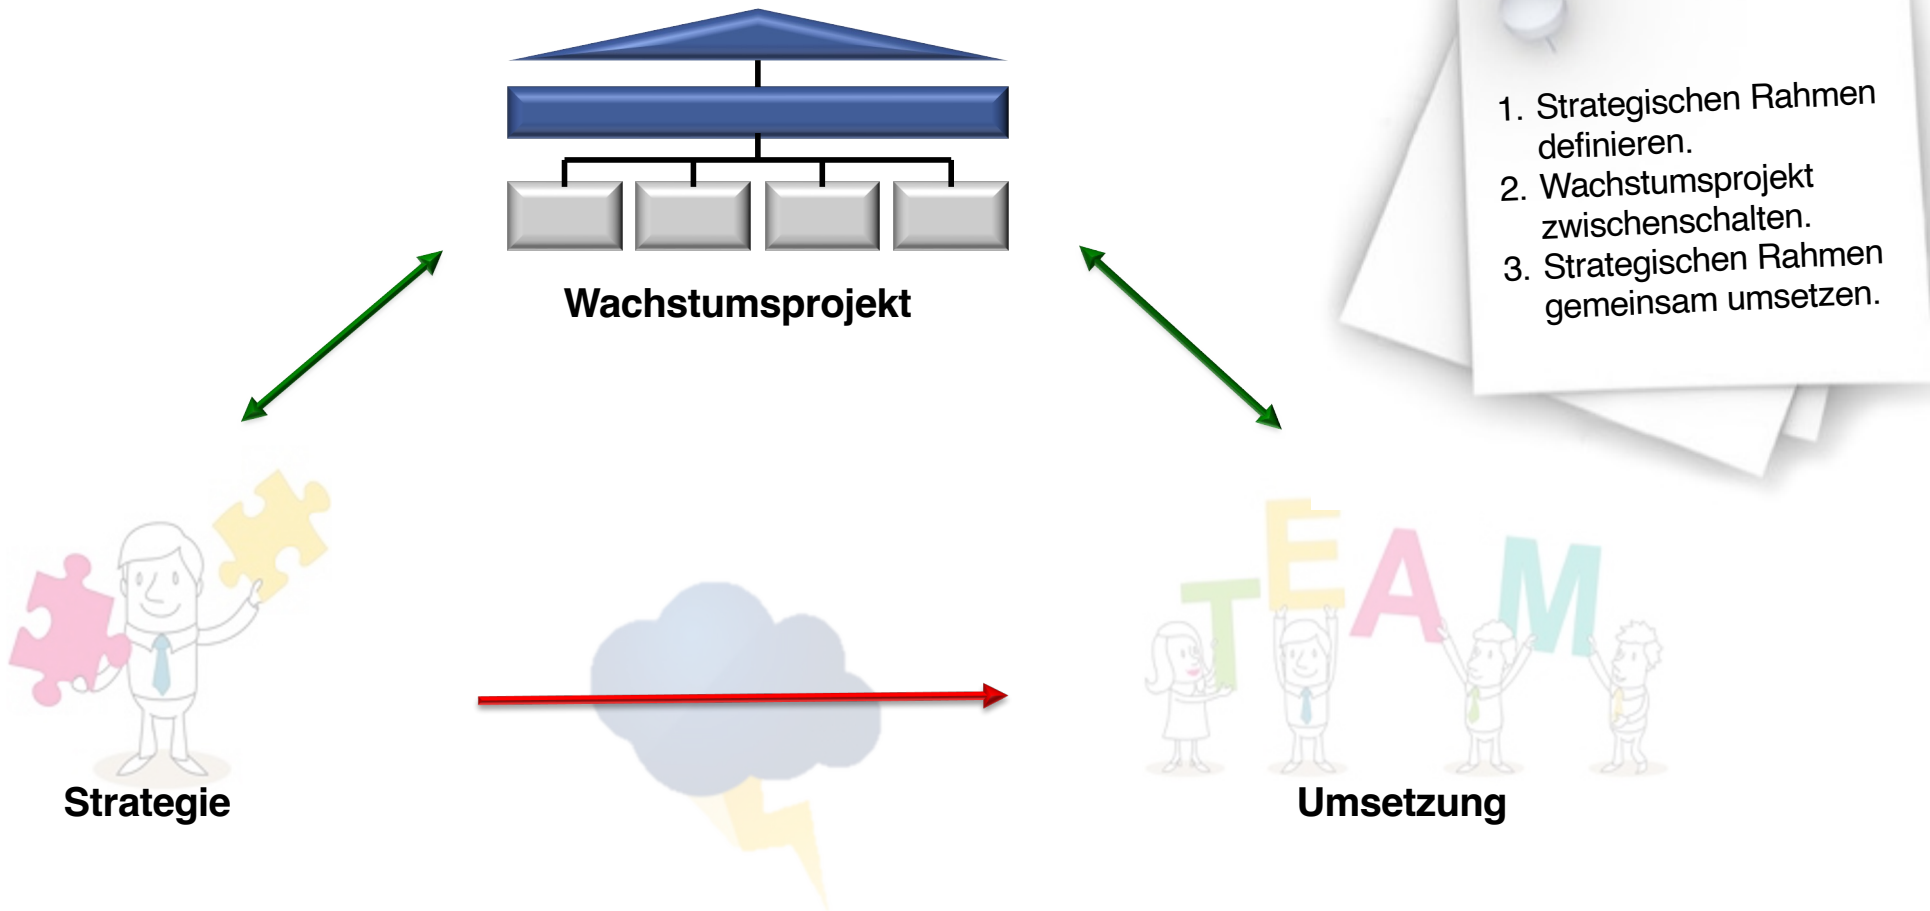 1. Strategischen Rahmen
definieren.
2. Wachstumsprojekt
zwischenschalten.
3. Strategischen Rahmen
gemeinsam umsetzen.
Wachstumsprojekt
TEAM
Strategie
Umsetzung